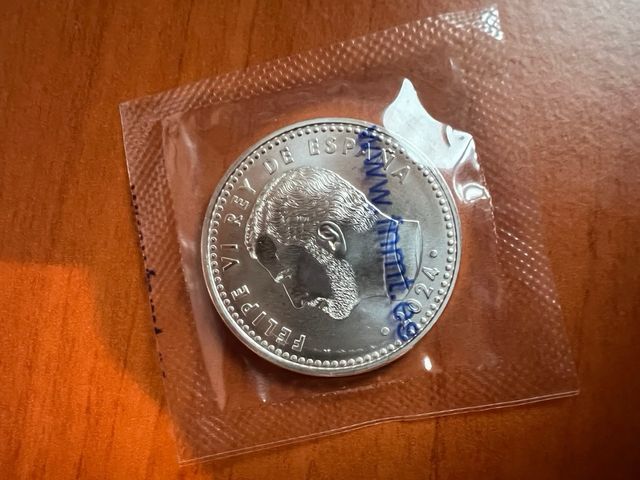 FELIPE VI REY DE ESPAÑA
• 2024 •
www.fnmt.es